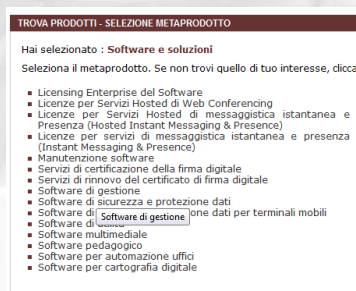 TROVA PRODOTTI - SELEZIONE METAPRODOTTO
Hai selezionato : Software e soluzioni
Seleziona il metaprodotto. Se non trovi quello di tuo interesse, clicca
Licensing Enterprise del Software
Licenze per Servizi Hosted di Web Conferencing
Licenze per Servizi Hosted di messaggistica istantanea e
Presenza (Hosted Instant Messaging & Presence)
Licenze per servizi di messaggistica istantanea e presenza
(Instant Messaging & Presence)
Manutenzione software
Servizi di certificazione della firma digitale
Servizi di rinnovo del certificato di firma digitale
Software di gestione
Software di sicurezza e protezione dati
Software di one dati per terminali mobili
Software di gestione
Software di
Software multimediale
Software pedagogico
Software per automazione uffici
Software per cartografia digitale